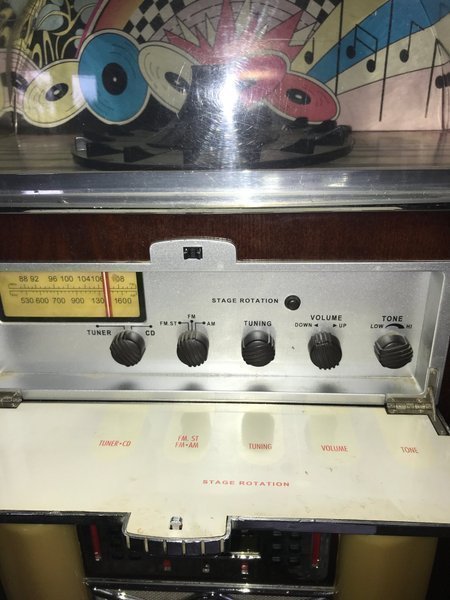 88 92 96 100 104 108
530 600 700 800 1300 1600
STAGE ROTATION
FM
FM.ST AM
TUNER CD
TUNING
VOLUME
DOWN UP
TONE
LOW HI
TUNER•CD
FM. ST
FM•AM
TUNING
VOLUME
TONE
STAGE ROTATION